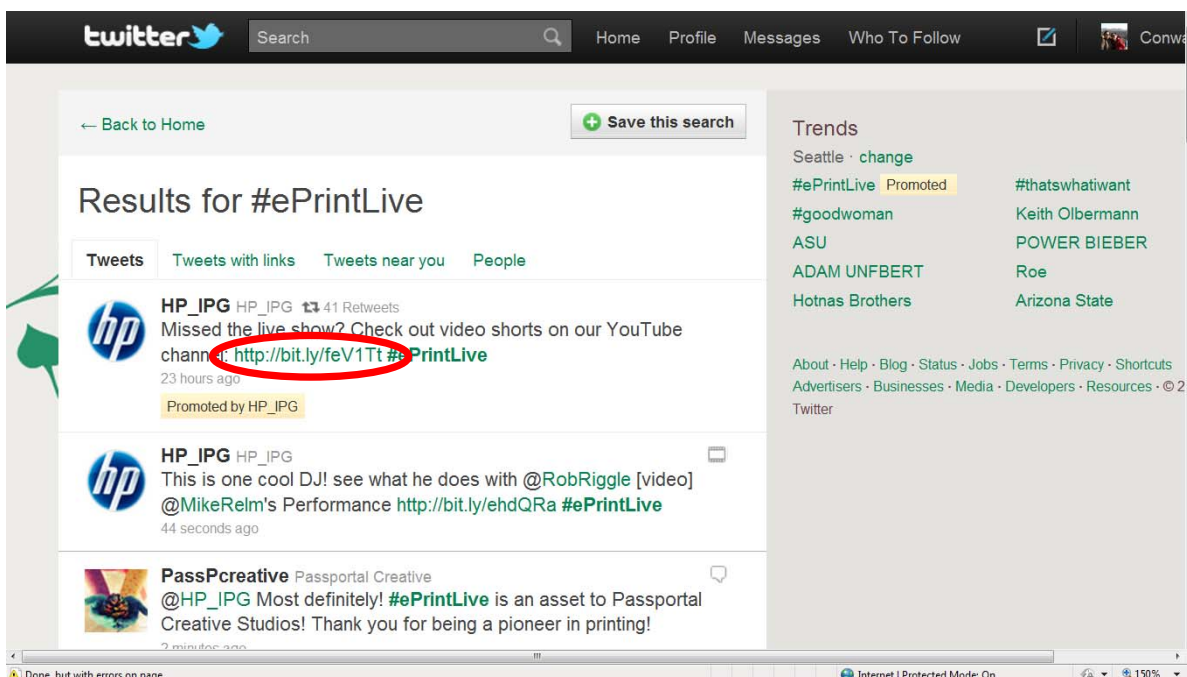 twitter Search Home Profile Messages Who To Follow
← Back to Home
Save this search
Results for #ePrintLive
Tweets Tweets with links Tweets near you People
hp
HP_IPG HP_IPG 41 Retweets
Missed the live show? Check out video shorts on our YouTube
channel: http://bit.ly/feV1Tt #ePrintLive
23 hours ago
Promoted by HP_IPG
hp
HP_IPG HP_IPG
This is one cool DJ! see what he does with @RobRiggle [video]
@MikeRelm's Performance http://bit.ly/ehdQRa #ePrintLive
44 seconds ago
PassPcreative Passportal Creative
@HP_IPG Most definitely! #ePrintLive is an asset to Passportal
Creative Studios! Thank you for being a pioneer in printing!
2 minutes ago
Trends
Seattle · change
#ePrintLive Promoted #thatswhatiwant
#goodwoman Keith Olbermann
ASU POWER BIEBER
ADAM UNFBERT Roe
Hotnas Brothers Arizona State
About · Help · Blog · Status · Jobs · Terms · Privacy · Shortcuts
Advertisers · Businesses · Media · Developers · Resources · © 2
Twitter
Done, but with errors on page. Internet | Protected Mode: On 150%